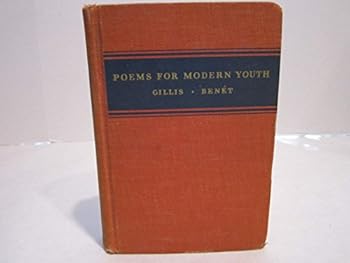 POEMS FOR MODERN YOUTH
GILLIS · BENÉT